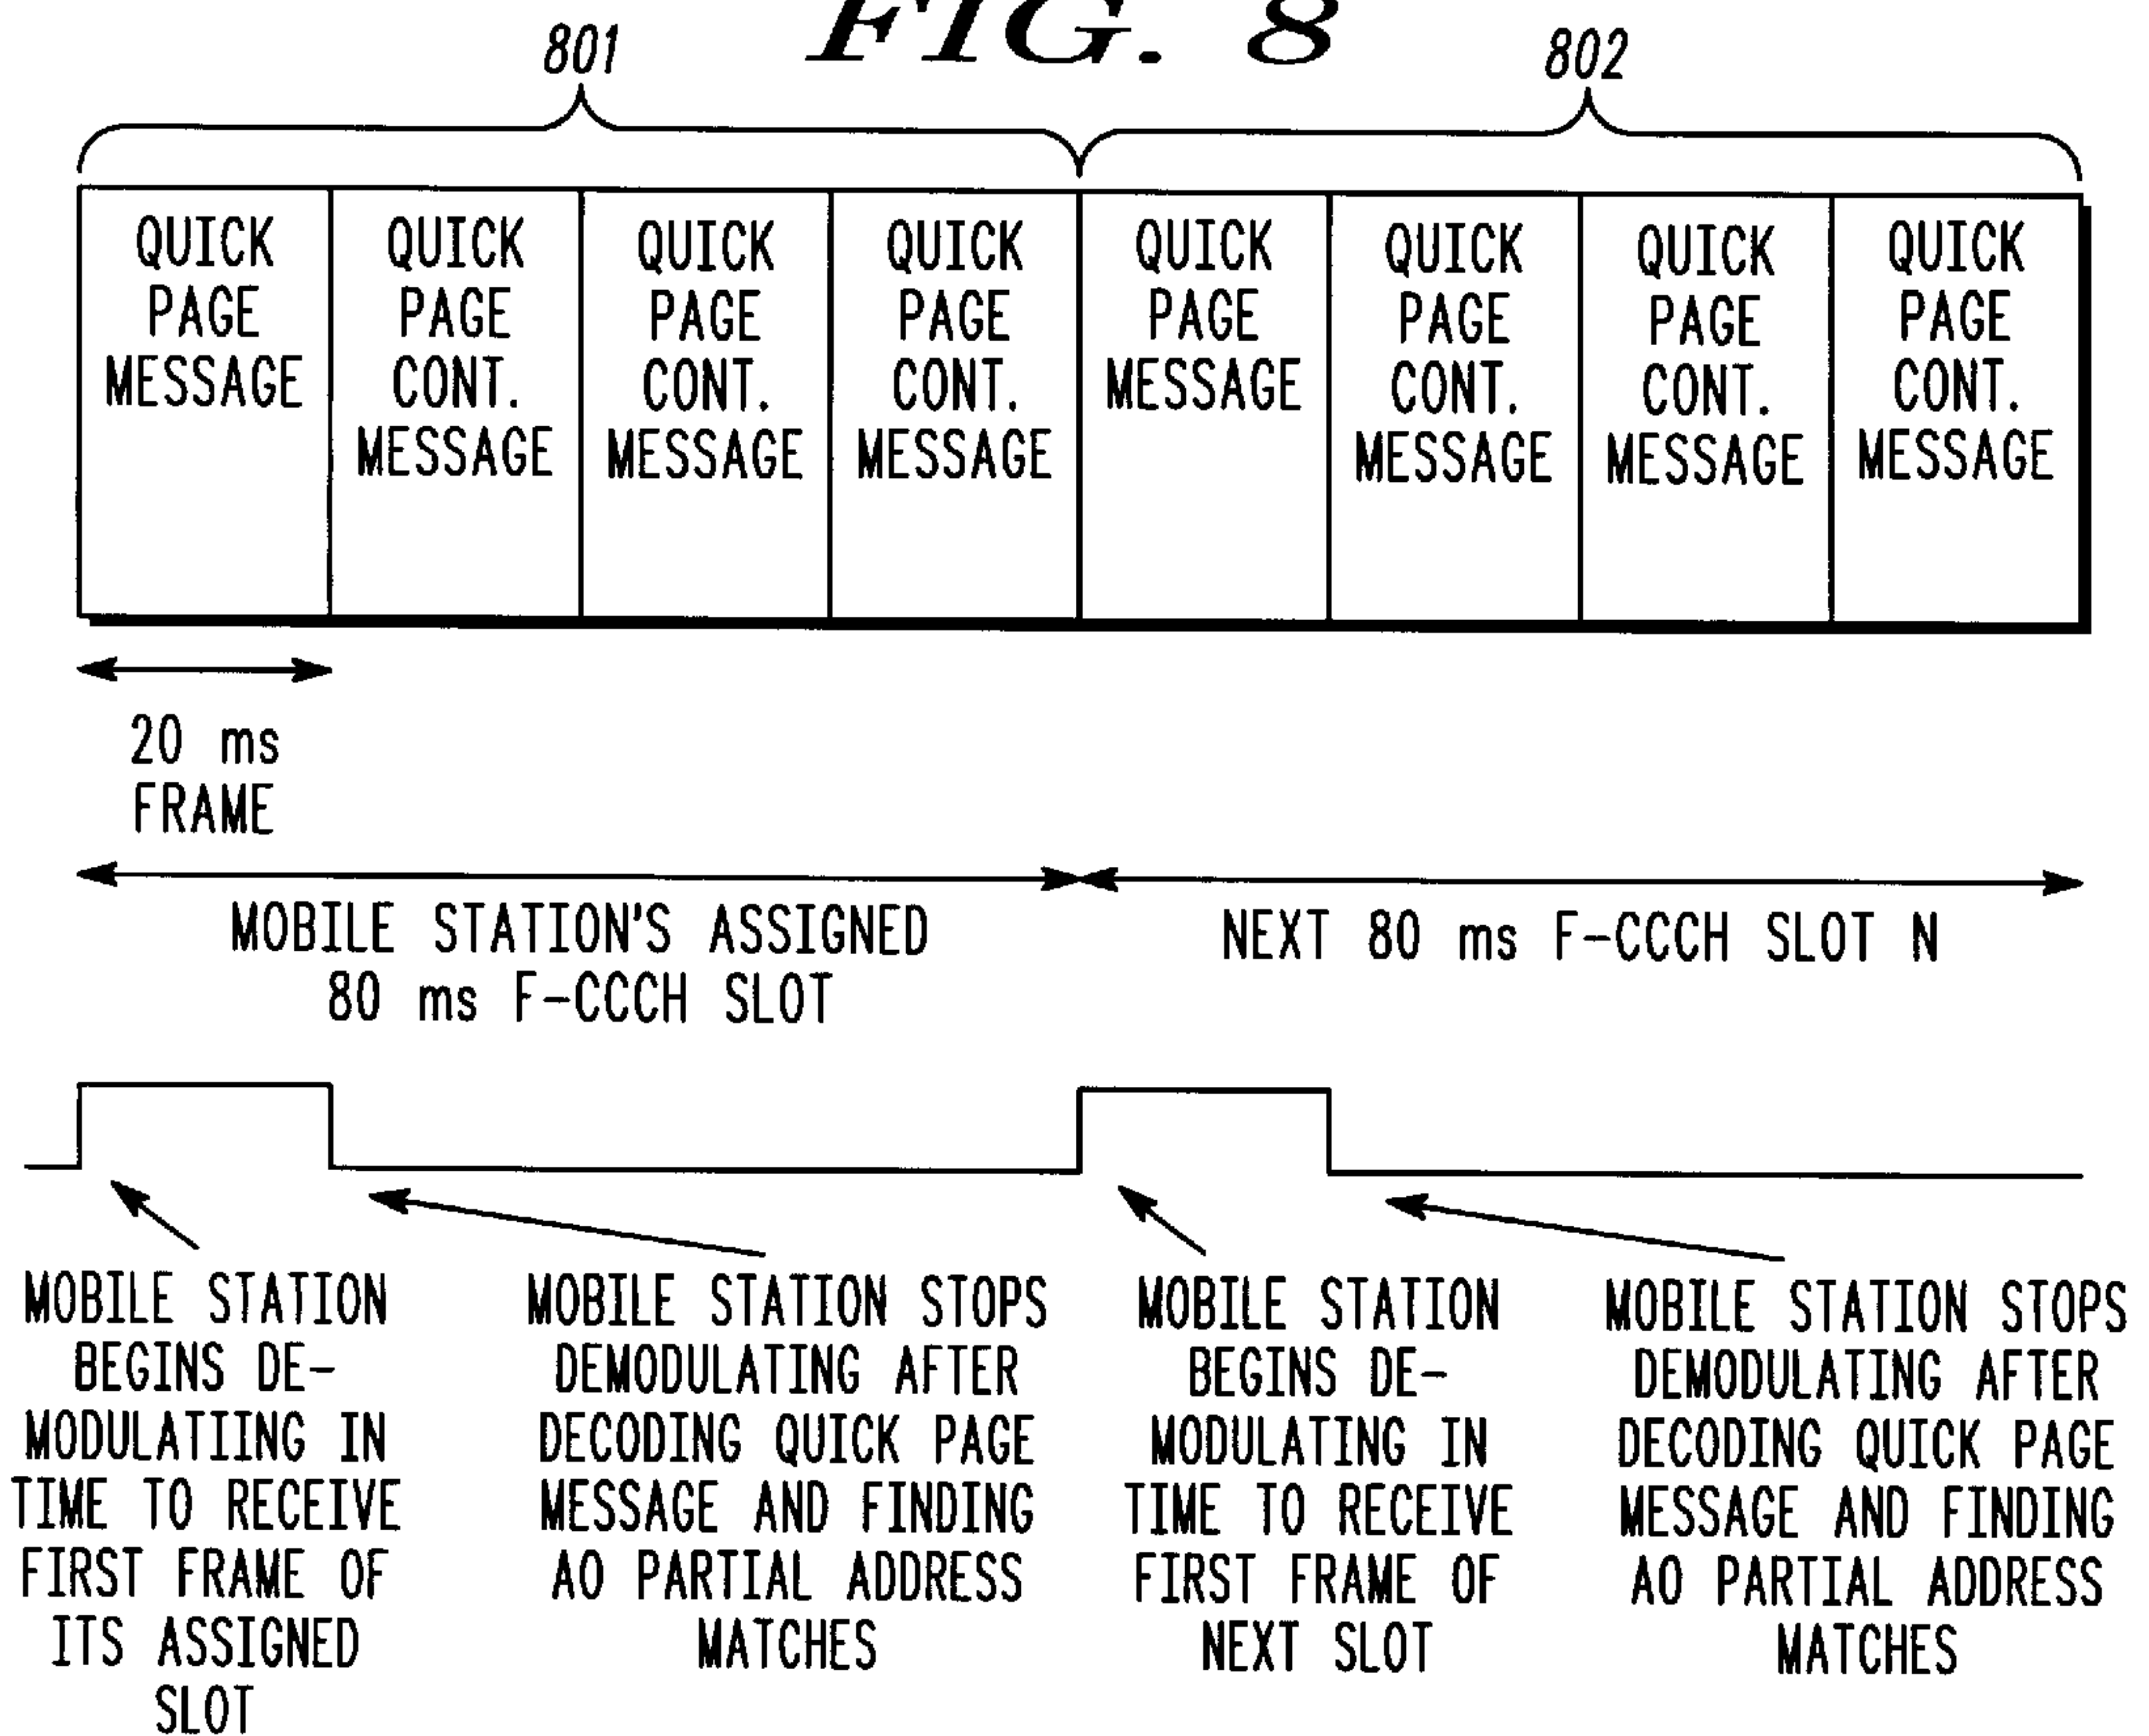 FIG. 8
801
802
QUICK
PAGE
MESSAGE
QUICK
PAGE
CONT.
MESSAGE
QUICK
PAGE
CONT.
MESSAGE
QUICK
PAGE
CONT.
MESSAGE
QUICK
PAGE
MESSAGE
QUICK
PAGE
CONT.
MESSAGE
QUICK
PAGE
CONT.
MESSAGE
QUICK
PAGE
CONT.
MESSAGE
20 ms
FRAME
MOBILE STATION'S ASSIGNED
80 ms F-CCCH SLOT
NEXT 80 ms F-CCCH SLOT N
MOBILE STATION
BEGINS DE-
MODULATIING IN
TIME TO RECEIVE
FIRST FRAME OF
ITS ASSIGNED
SLOT
MOBILE STATION STOPS
DEMODULATING AFTER
DECODING QUICK PAGE
MESSAGE AND FINDING
AO PARTIAL ADDRESS
MATCHES
MOBILE STATION
BEGINS DE-
MODULATING IN
TIME TO RECEIVE
FIRST FRAME OF
NEXT SLOT
MOBILE STATION STOPS
DEMODULATING AFTER
DECODING QUICK PAGE
MESSAGE AND FINDING
AO PARTIAL ADDRESS
MATCHES